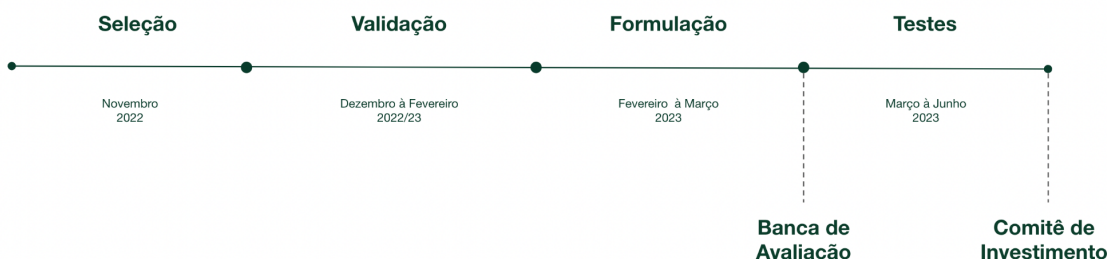 Seleção
Validação
Formulação
Testes
Novembro
2022
Dezembro à Fevereiro
2022/23
Fevereiro à Março
2023
Março à Junho
2023
Banca de
Avaliação
Comitê de
Investimento